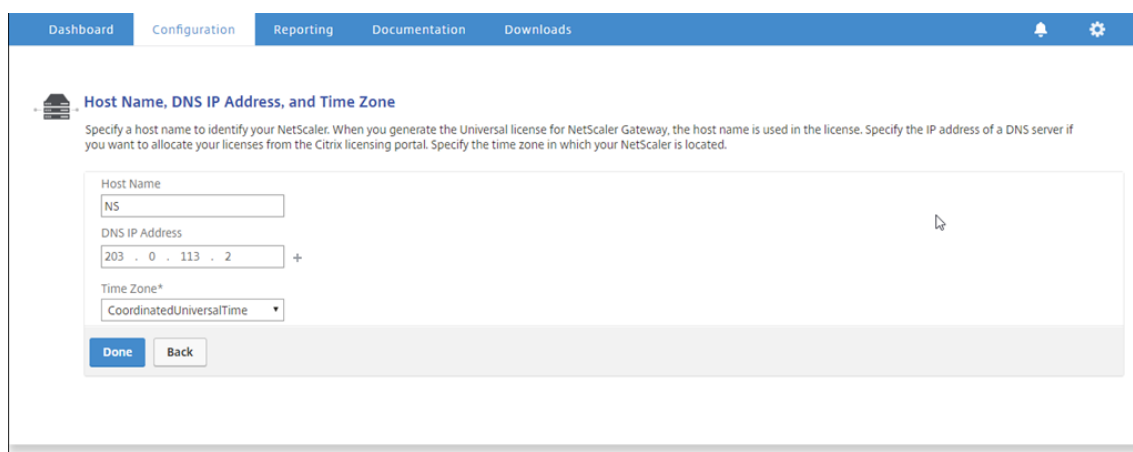 Dashboard Configuration Reporting Documentation Downloads
Host Name, DNS IP Address, and Time Zone
Specify a host name to identify your NetScaler. When you generate the Universal license for NetScaler Gateway, the host name is used in the license. Specify the IP address of a DNS server if
you want to allocate your licenses from the Citrix licensing portal. Specify the time zone in which your NetScaler is located.
Host Name
NS
DNS IP Address
203 . 0 . 113 . 2 +
Time Zone*
CoordinatedUniversalTime
Done Back